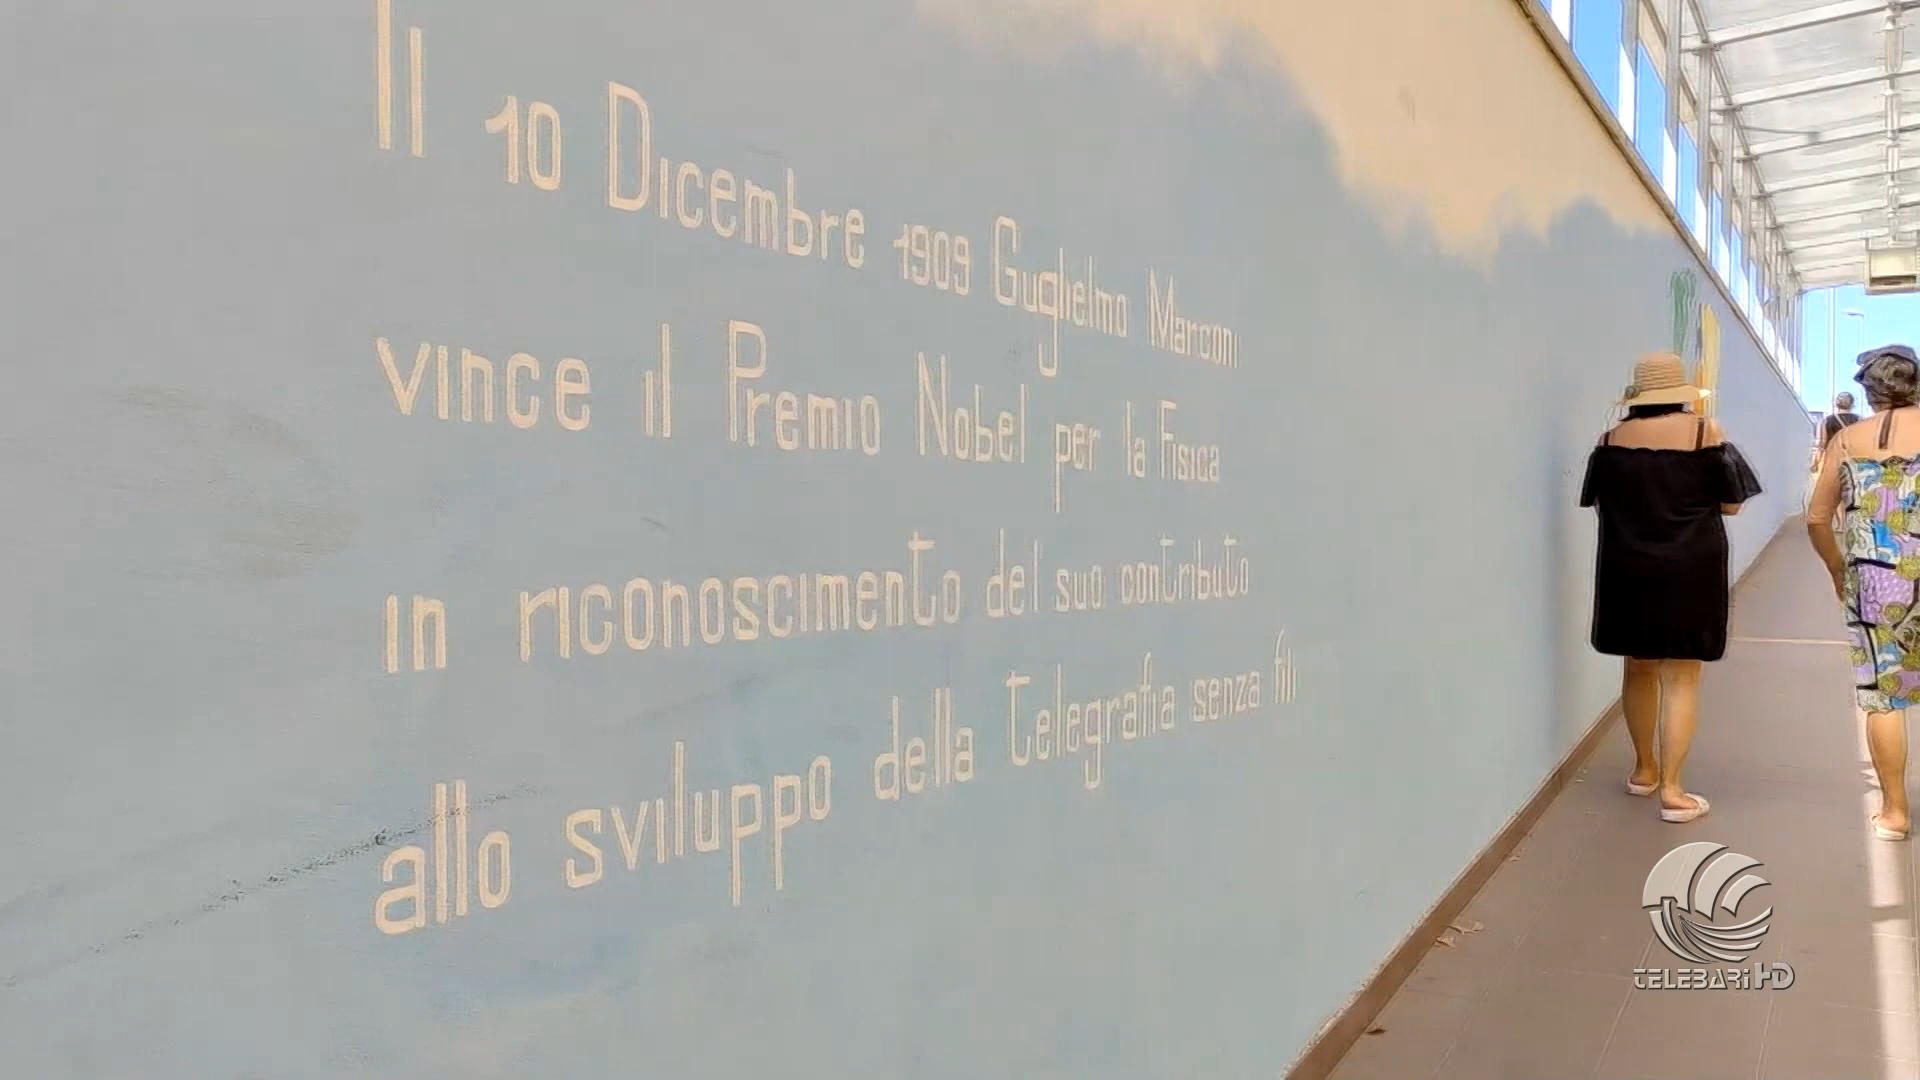 Il 10 Dicembre 1909 Guglielmo Marconi
vince il Premio Nobel per la Fisica
in riconoscimento del suo contributo
allo sviluppo della telegrafia senza fili
TELEBARI HD